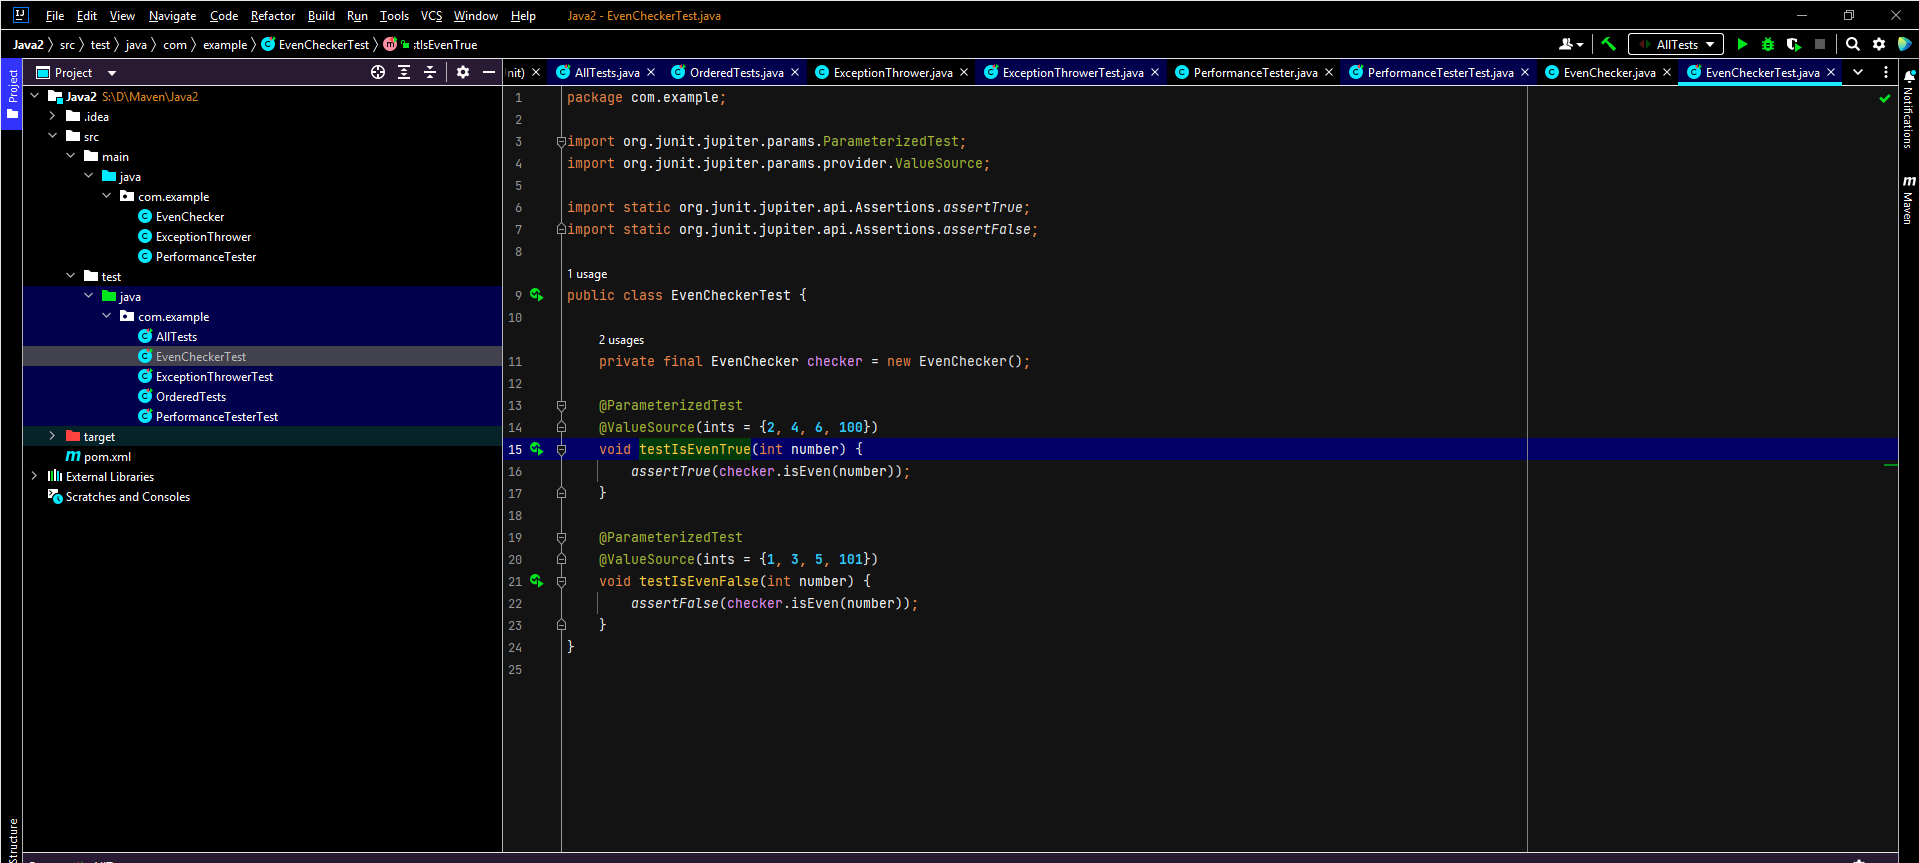 File Edit View Navigate Code Refactor Build Run Tools VCS Window Help Java2 - EvenCheckerTest.java
Java2 src test java com example EvenCheckerTest m :tIsEvenTrue AllTests
Project
Project
Init) AllTests.java OrderedTests.java ExceptionThrower.java ExceptionThrowerTest.java PerformanceTester.java PerformanceTesterTest.java EvenChecker.java EvenCheckerTest.java
Notifications
Maven
Java2 S:\D\Maven\Java2
.idea
src
main
java
com.example
EvenChecker
ExceptionThrower
PerformanceTester
test
java
com.example
AllTests
EvenCheckerTest
ExceptionThrowerTest
OrderedTests
PerformanceTesterTest
target
pom.xml
External Libraries
Scratches and Consoles
Structure
1 package com.example;
2
3 import org.junit.jupiter.params.ParameterizedTest;
4 import org.junit.jupiter.params.provider.ValueSource;
5
6 import static org.junit.jupiter.api.Assertions.assertTrue;
7 import static org.junit.jupiter.api.Assertions.assertFalse;
8
1 usage
9 public class EvenCheckerTest {
10
2 usages
11 private final EvenChecker checker = new EvenChecker();
12
13 @ParameterizedTest
14 @ValueSource(ints = {2, 4, 6, 100})
15 void testIsEvenTrue(int number) {
16 assertTrue(checker.isEven(number));
17 }
18
19 @ParameterizedTest
20 @ValueSource(ints = {1, 3, 5, 101})
21 void testIsEvenFalse(int number) {
22 assertFalse(checker.isEven(number));
23 }
24 }
25